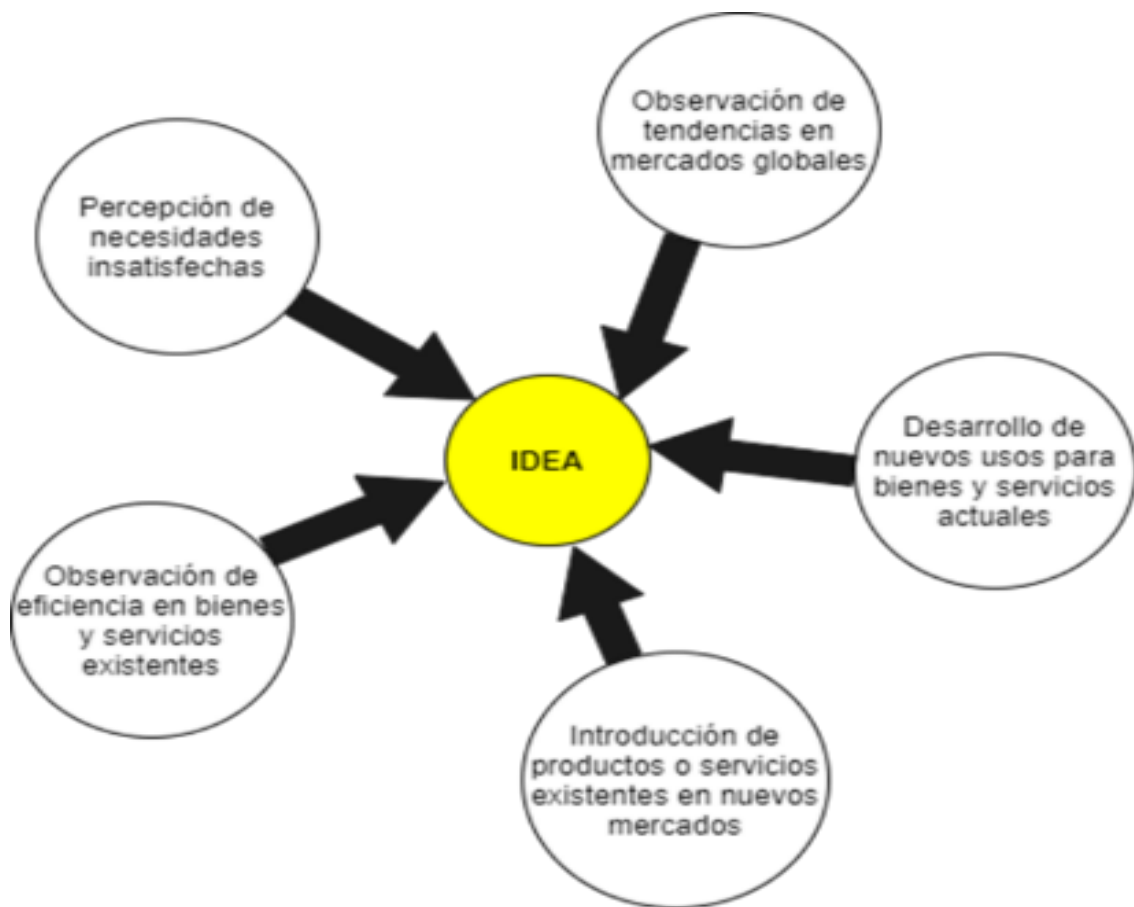 Observación de
tendencias en
mercados globales
Percepción de
necesidades
insatisfechas
IDEA
Desarrollo de
nuevos usos para
bienes y servicios
actuales
Observación de
eficiencia en bienes
y servicios
existentes
Introducción de
productos o servicios
existentes en nuevos
mercados